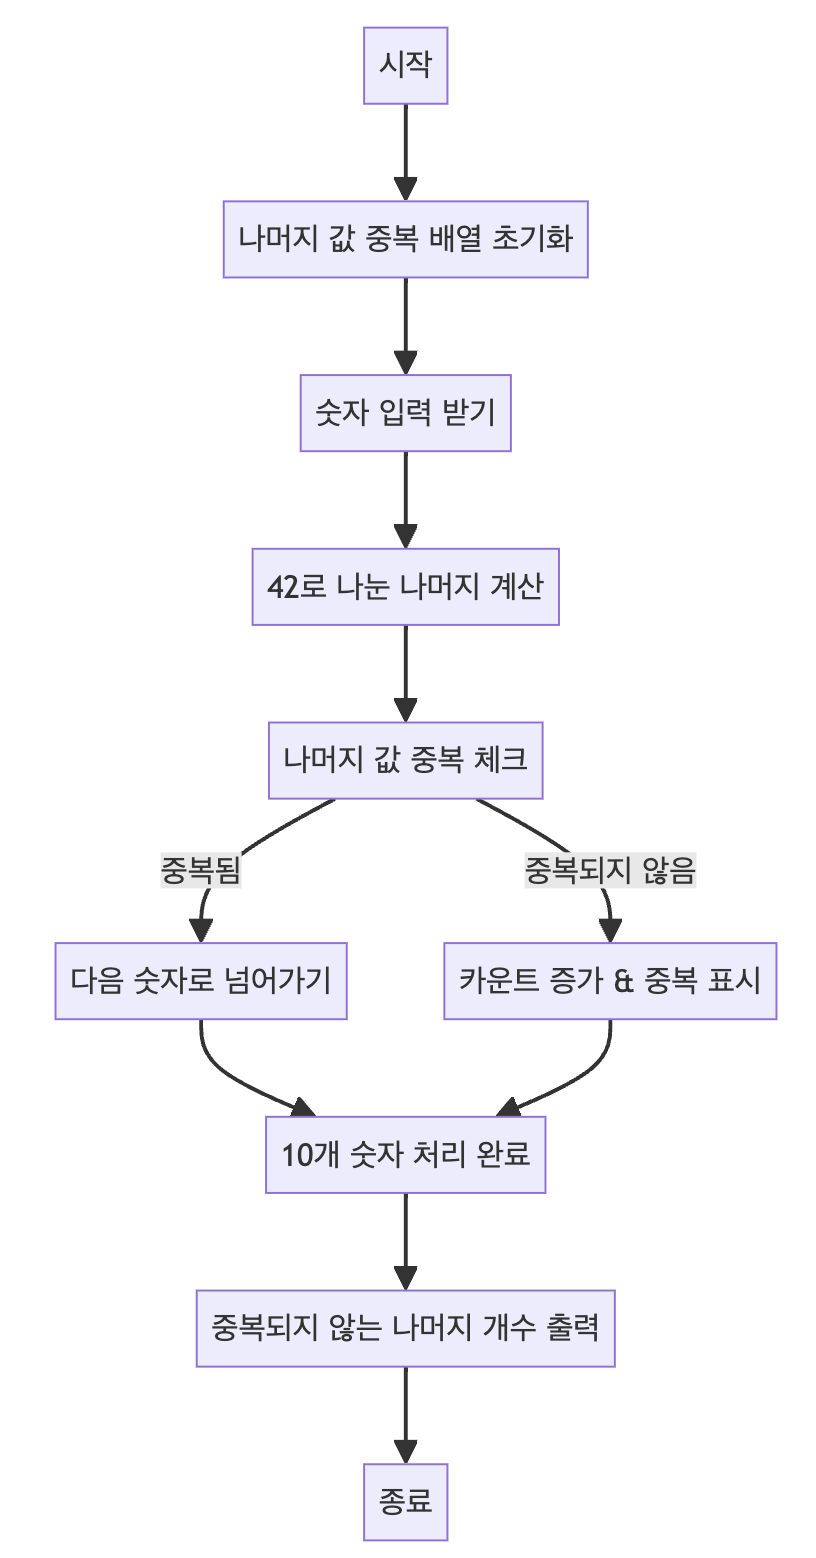 시작
나머지 값 중복 배열 초기화
숫자 입력 받기
42로 나눈 나머지 계산
나머지 값 중복 체크
중복됨
중복되지 않음
다음 숫자로 넘어가기
카운트 증가 & 중복 표시
10개 숫자 처리 완료
중복되지 않는 나머지 개수 출력
종료